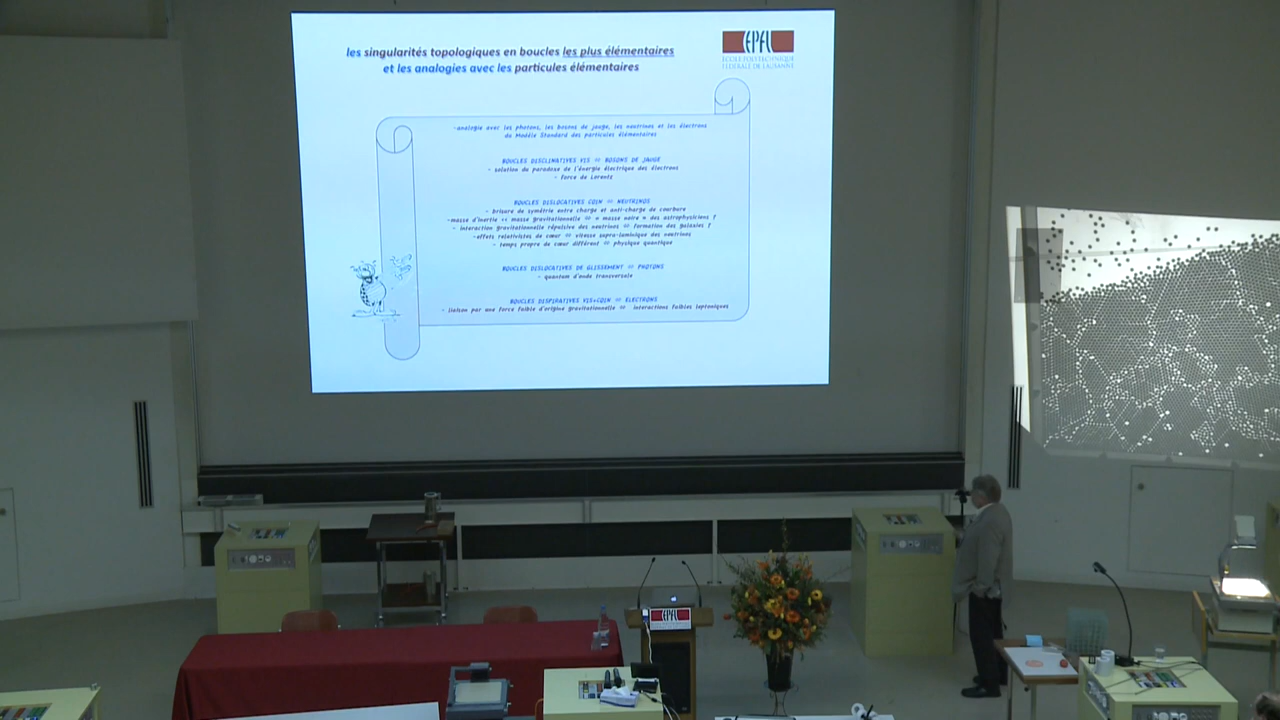 les singularités topologiques en boucles les plus élémentaires
et les analogies avec les particules élémentaires
EPFL
ÉCOLE POLYTECHNIQUE
FÉDÉRALE DE LAUSANNE
-analogie avec les photons, les bosons de jauge, les neutrinos et les électrons
du Modèle Standard des particules élémentaires
BOUCLES DISCLINATIVES VIS ⇔ BOSONS DE JAUGE
- solution du paradoxe de l'énergie électrique des électrons
- force de Lorentz
BOUCLES DISLOCATIVES COIN ⇔ NEUTRINOS
- brisure de symétrie entre charge et anti-charge de courbure
-masse d'inertie << masse gravitationnelle ⇔ « masse noire » des astrophysiciens ?
- interaction gravitationnelle répulsive des neutrinos ⇔ formation des galaxies ?
-effets relativistes de cœur ⇔ vitesse supra-luminique des neutrinos
- temps propre de cœur différent ⇔ physique quantique
BOUCLES DISLOCATIVES DE GLISSEMENT ⇔ PHOTONS
- quantum d'onde transversale
BOUCLES DISPIRATIVES VIS+COIN ⇔ ELECTRONS
- liaison par une force faible d'origine gravitationnelle ⇔ interactions faibles leptoniques
EPFL